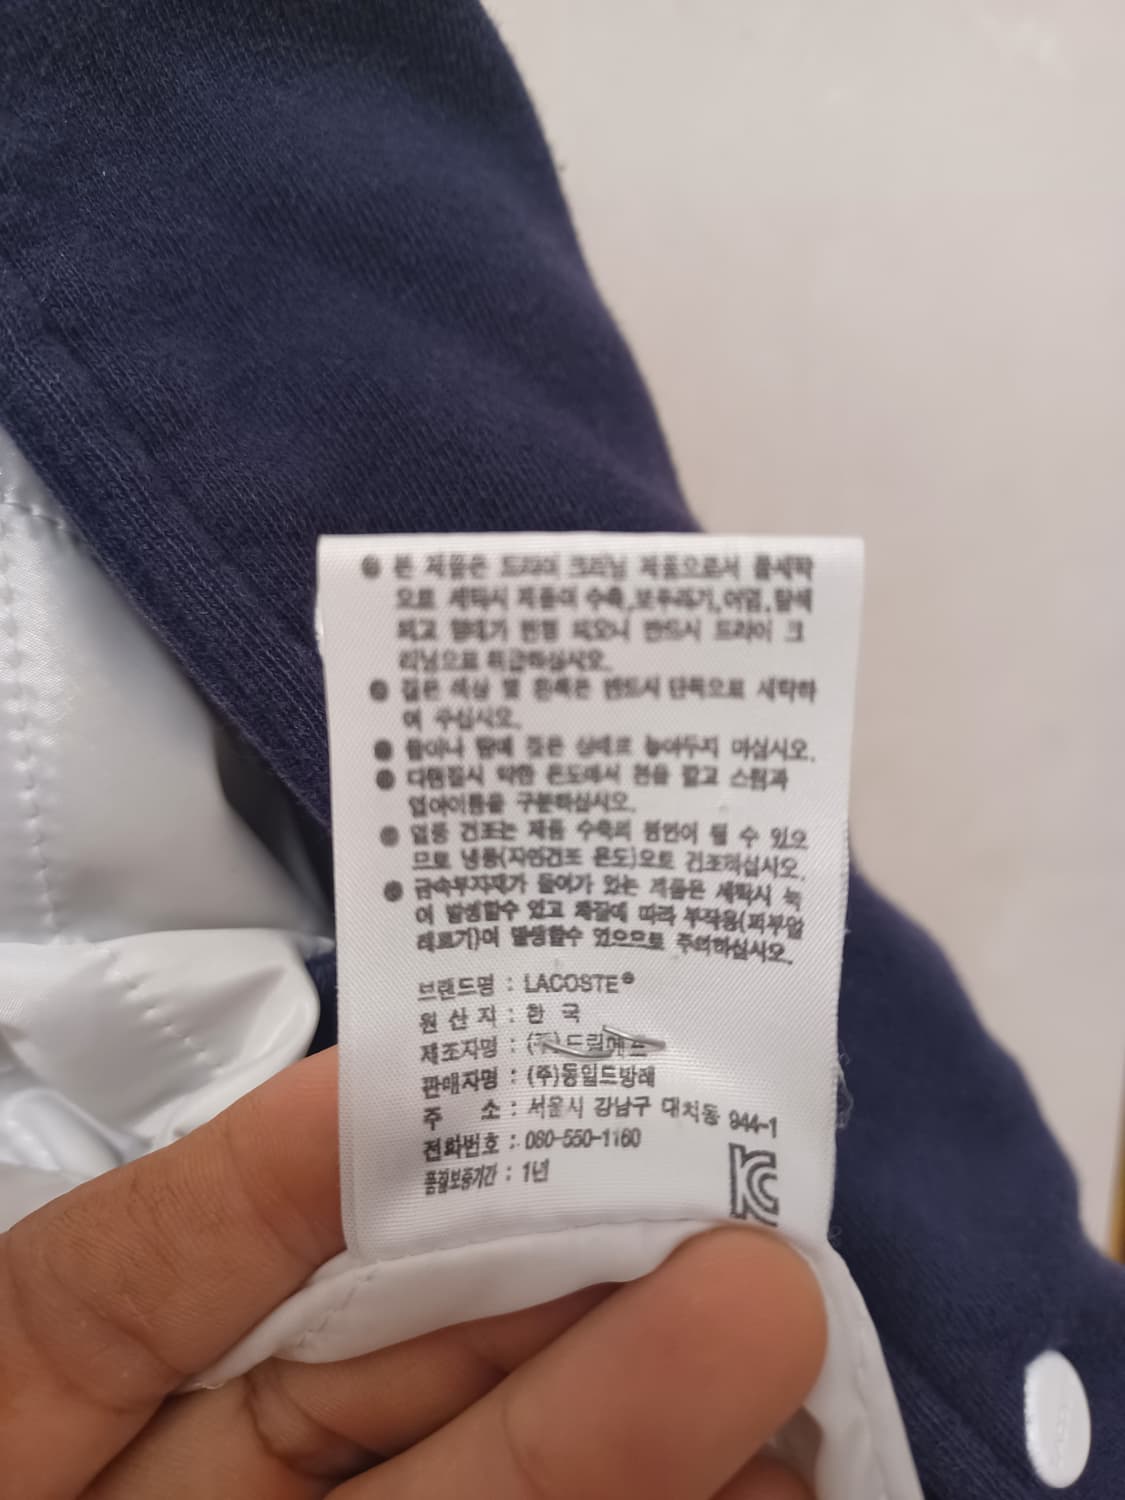 본 제품은 드라이 크리닝 제품으로서 물세탁
으로 세탁시 제품이 수축, 보푸라기, 이염, 탈색
되고 형태가 변형 되오니 반드시 드라이 크
리닝으로 취급하십시오.
짙은 색상 및 흰색은 반드시 단독으로 세탁하
여 주십시오.
물이나 땀에 젖은 상태로 놓아두지 마십시오.
다림질시 약한 온도에서 천을 깔고 스팀과
업아이롱을 구분하십시오.
열풍 건조는 제품 수축의 원인이 될 수 있으
므로 냉풍(자연건조 온도)으로 건조하십시오.
금속부자재가 들어가 있는 제품은 세탁시 녹
이 발생할수 있고 체질에 따라 부작용(피부알
레르기)이 발생할수 있으므로 주의하십시오.
브랜드명 : LACOSTE®
원 산 지 : 한 국
제조자명 : (주)드림에프
판매자명 : (주)동일드방레
주 소 : 서울시 강남구 대치동 944-1
전화번호 : 080-550-1160
품질보증기간 : 1년